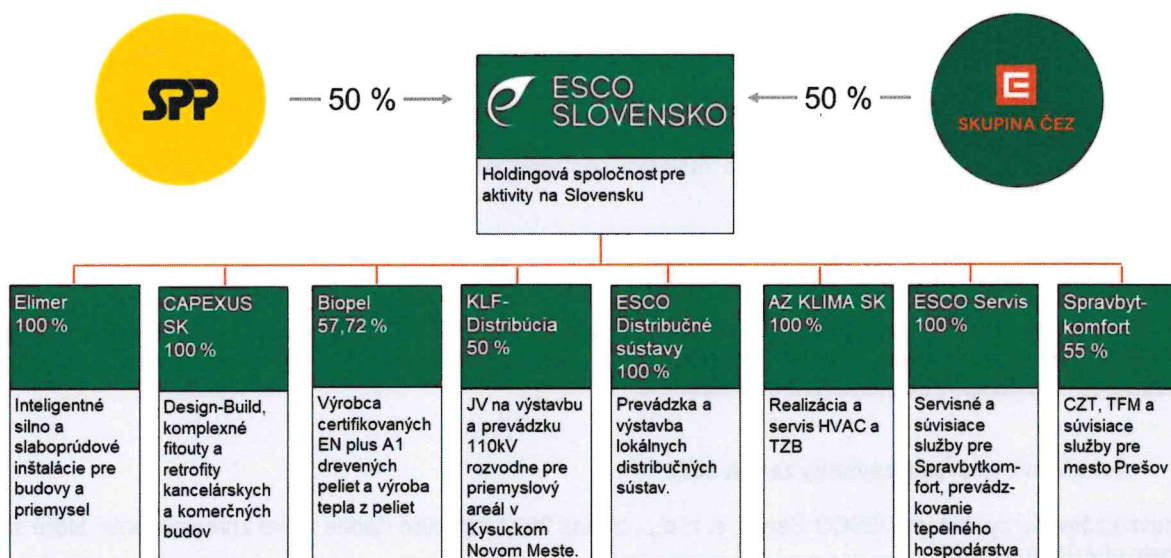 SPP
50 %
ESCO
SLOVENSKO
50 %
SKUPINA ČEZ
Holdingová spoločnosť pre
aktivity na Slovensku
Elimer
100 %
Inteligentné
silno a
slaboprúdové
inštalácie pre
budovy a
priemysel
CAPEXUS
SK
100 %
Design-Build,
komplexné
fitouty a
retrofity
kancelárskych
a komerčných
budov
Biopel
57,72 %
Výrobca
certifikovaných
EN plus A1
drevených
peliet a výroba
tepla z peliet
KLF-
Distribúcia
50 %
JV na výstavbu
a prevádzku
110kV
rozvodne pre
priemyslový
areál v
Kysuckom
Novom Meste.
ESCO
Distribučné
sústavy
100 %
Prevádzka a
výstavba
lokálnych
distribučných
sústav.
AZ KLIMA SK
100 %
Realizácia a
servis HVAC a
TZB
ESCO Servis
100 %
Servisné a
súvisiace
služby pre
Správbytkom-
fort, prevádz-
kovanie
tepelného
hospodárstva
Spravbyt-
komfort
55 %
CZT, TFM a
súvisiace
služby pre
mesto Prešov